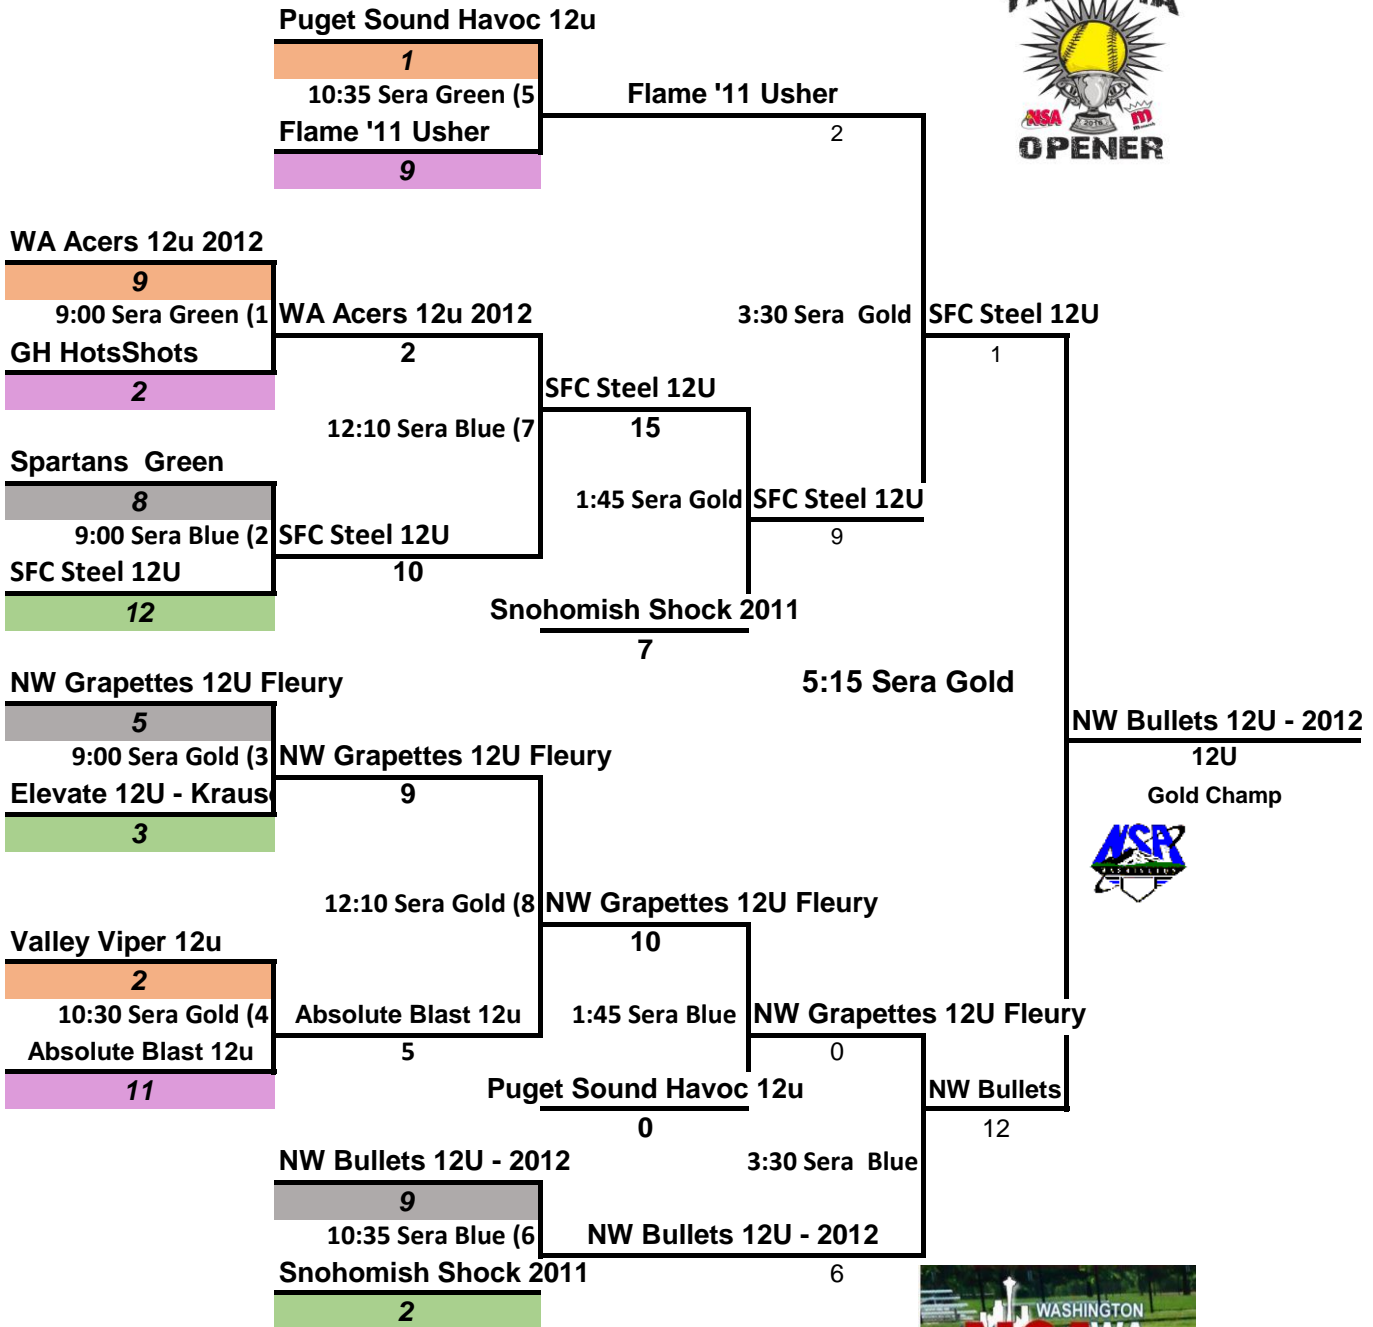 Puget Sound Havoc 12u
1
10:35 Sera Green (5
Flame '11 Usher
9
Flame '11 Usher
2
NSA
2016
OPENER
WA Acers 12u 2012
9
9:00 Sera Green (1
GH HotsShots
2
WA Acers 12u 2012
2
3:30 Sera  Gold
SFC Steel 12U
1
SFC Steel 12U
15
12:10 Sera Blue (7
Spartans  Green
8
9:00 Sera Blue (2
SFC Steel 12U
12
SFC Steel 12U
10
1:45 Sera Gold
SFC Steel 12U
9
Snohomish Shock 2011
7
NW Grapettes 12U Fleury
5
9:00 Sera Gold (3
Elevate 12U - Kraus
3
NW Grapettes 12U Fleury
9
5:15 Sera Gold
NW Bullets 12U - 2012
12U
Gold Champ
NSA
12:10 Sera Gold (8
NW Grapettes 12U Fleury
10
Valley Viper 12u
2
10:30 Sera Gold (4
Absolute Blast 12u
11
Absolute Blast 12u
5
1:45 Sera Blue
NW Grapettes 12U Fleury
0
Puget Sound Havoc 12u
0
NW Bullets
12
NW Bullets 12U - 2012
9
10:35 Sera Blue (6
Snohomish Shock 2011
2
3:30 Sera  Blue
NW Bullets 12U - 2012
6
WASHINGTON